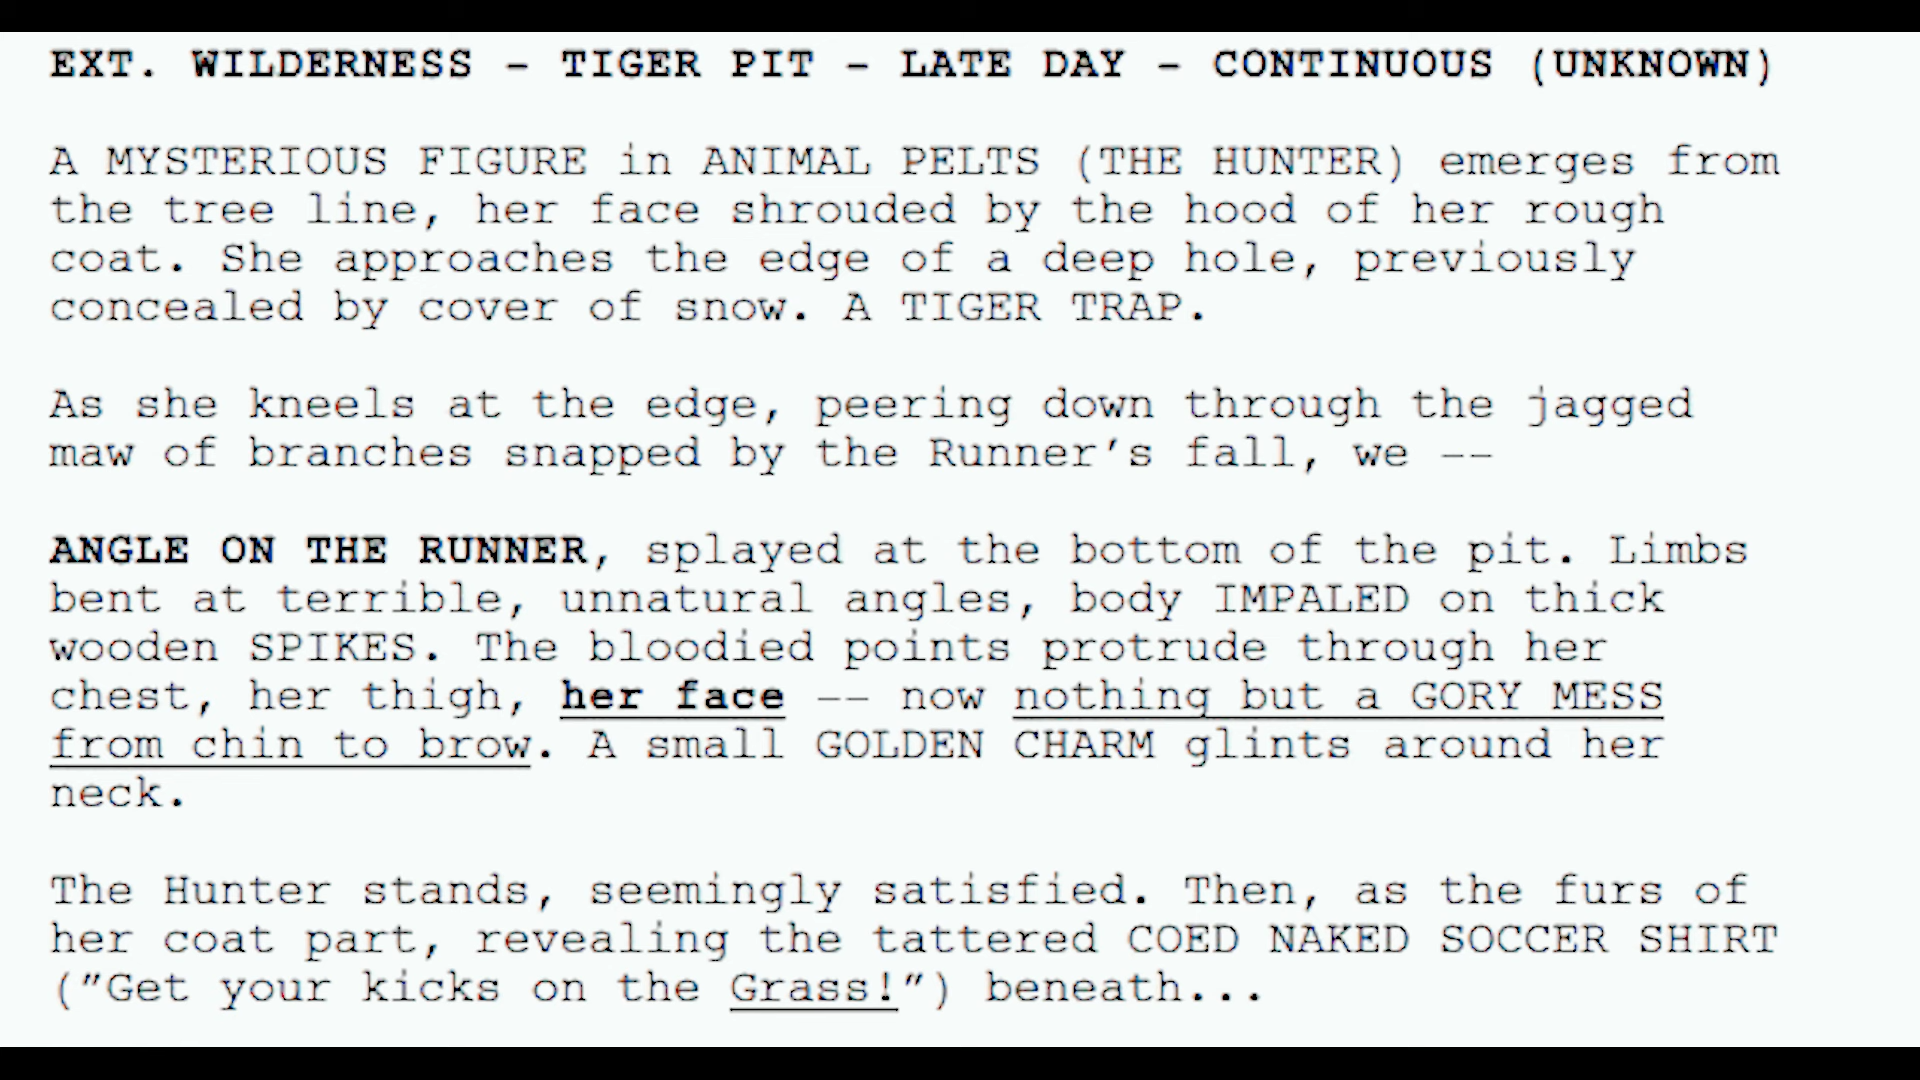 EXT. WILDERNESS - TIGER PIT - LATE DAY - CONTINUOUS (UNKNOWN)
A MYSTERIOUS FIGURE in ANIMAL PELTS (THE HUNTER) emerges from
the tree line, her face shrouded by the hood of her rough
coat. She approaches the edge of a deep hole, previously
concealed by cover of snow. A TIGER TRAP.
As she kneels at the edge, peering down through the jagged
maw of branches snapped by the Runner's fall, we --
ANGLE ON THE RUNNER, splayed at the bottom of the pit. Limbs
bent at terrible, unnatural angles, body IMPALED on thick
wooden SPIKES. The bloodied points protrude through her
chest, her thigh, her face -- now nothing but a GORY MESS
from chin to brow. A small GOLDEN CHARM glints around her
neck.
The Hunter stands, seemingly satisfied. Then, as the furs of
her coat part, revealing the tattered COED NAKED SOCCER SHIRT
("Get your kicks on the Grass!") beneath...